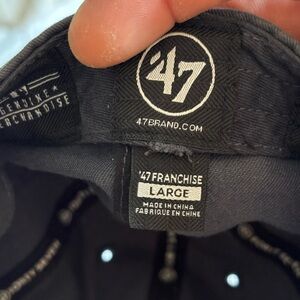 '47
47BRAND.COM
GENUINE
MERCHANDISE
'47 FRANCHISE
LARGE
MADE IN CHINA
FABRIQUE EN CHINE